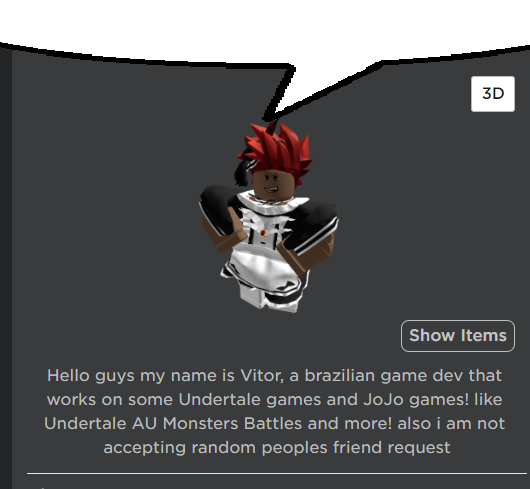 3D
Show Items
Hello guys my name is Vitor, a brazilian game dev that
works on some Undertale games and JoJo games! like
Undertale AU Monsters Battles and more! also i am not
accepting random peoples friend request